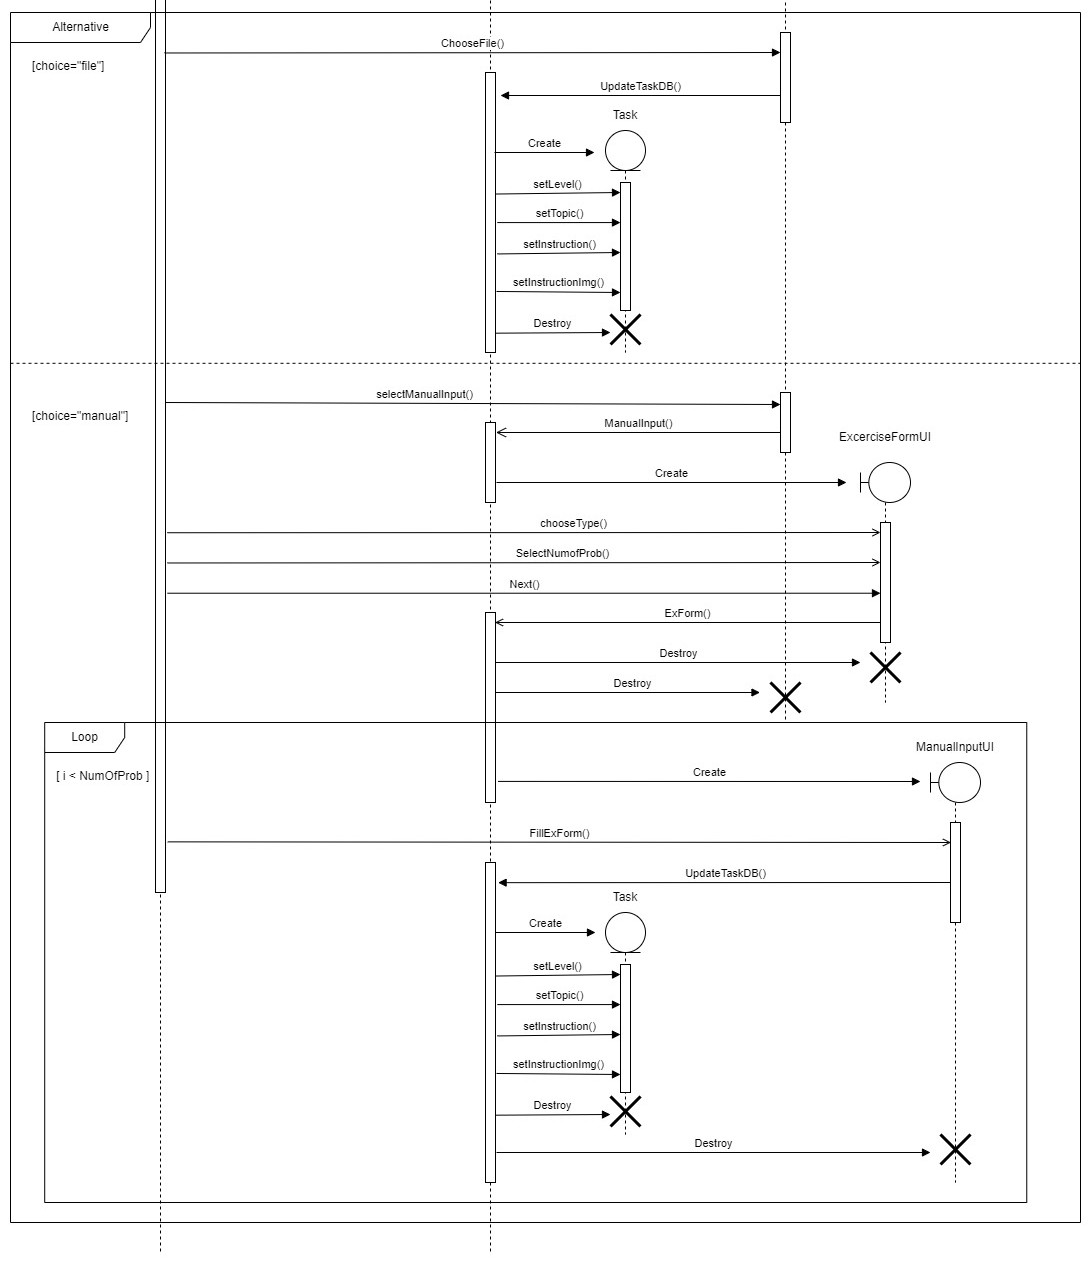 Alternative
ChooseFile()
[choice="file"]
UpdateTaskDB()
Task
Create
setLevel()
setTopic()
setInstruction()
setInstructionImg()
Destroy
selectManualInput()
[choice="manual"]
ManualInput()
ExcerciseFormUI
Create
chooseType()
SelectNumofProb()
Next()
ExForm()
Destroy
Destroy
Loop
ManualInputUI
[ i < NumOfProb ]
Create
FillExForm()
UpdateTaskDB()
Task
Create
setLevel()
setTopic()
setInstruction()
setInstructionImg()
Destroy
Destroy